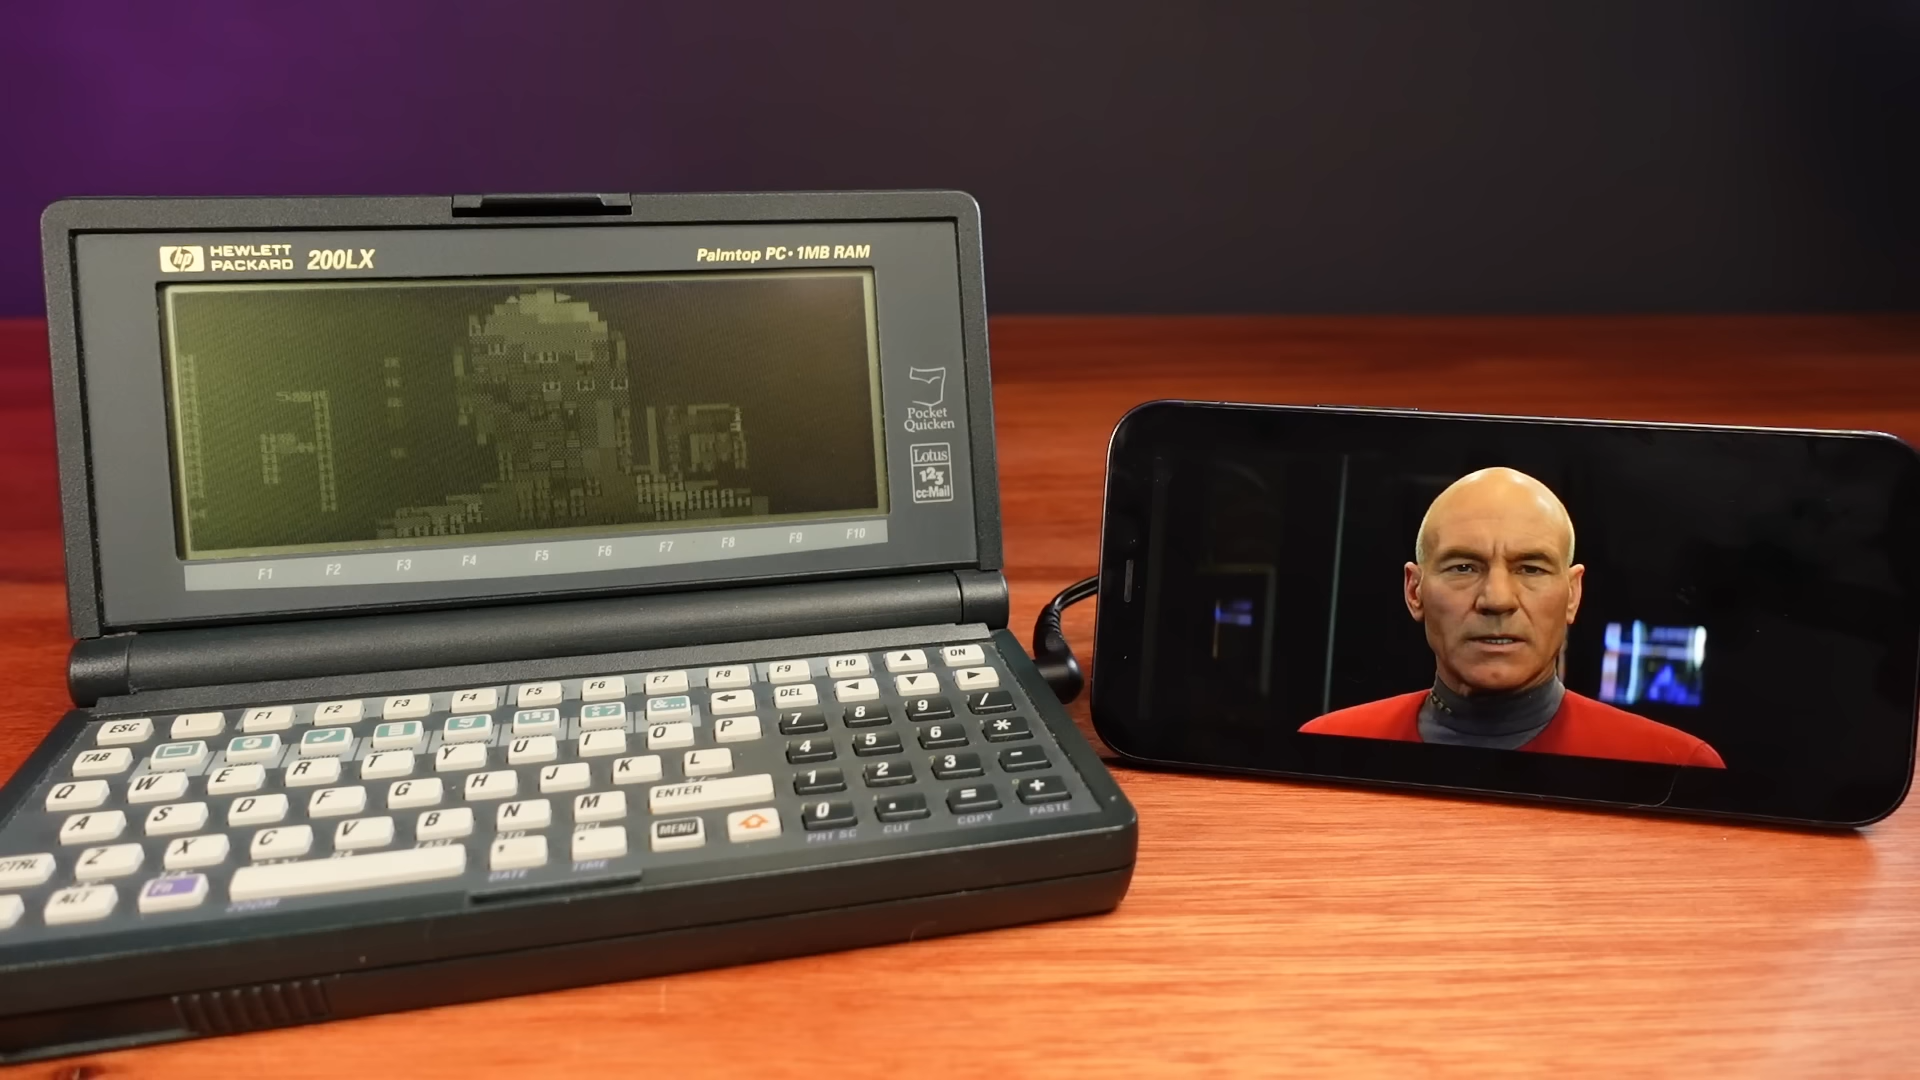 hp HEWLETT PACKARD 200LX
Palmtop PC • 1MB RAM
Pocket Quicken
Lotus
123
cc:Mail
F1 F2 F3 F4 F5 F6 F7 F8 F9 F10
ESC \ F1 F2 F3 F4 F5 F6 F7 F8 F9 F10 ▲ ON
TAB 123 &... ← DEL ◄ ▼ ►
Q W E R T Y U I O P 7 8 9 /
A S D F G H J K L 4 5 6 *
CTRL Z X C V B N M ENTER 1 2 3 -
ALT Fn MENU 0 . = +
ZOOM DATE TIME PRT SC CUT COPY PASTE